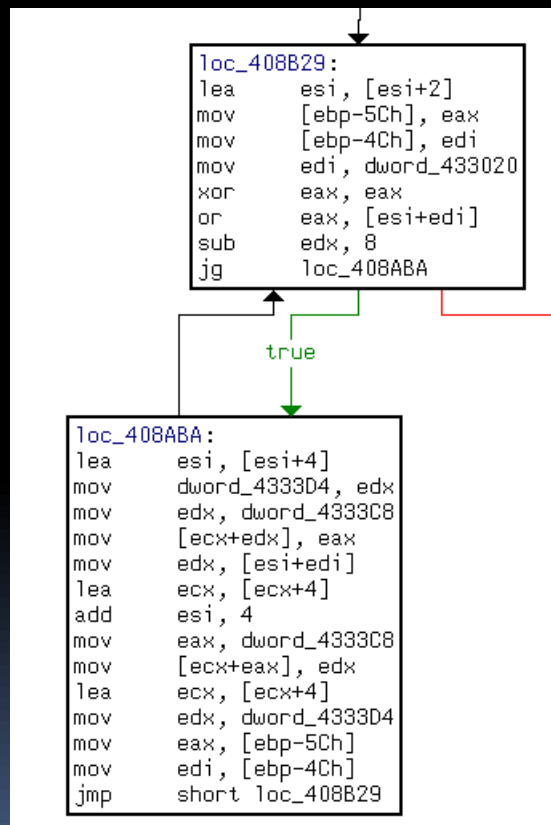 loc_408B29:
lea esi, [esi+2]
mov [ebp-5Ch], eax
mov [ebp-4Ch], edi
mov edi, dword_433020
xor eax, eax
or eax, [esi+edi]
sub edx, 8
jg loc_408ABA
true
loc_408ABA:
lea esi, [esi+4]
mov dword_4333D4, edx
mov edx, dword_4333C8
mov [ecx+edx], eax
mov edx, [esi+edi]
lea ecx, [ecx+4]
add esi, 4
mov eax, dword_4333C8
mov [ecx+eax], edx
lea ecx, [ecx+4]
mov edx, dword_4333D4
mov eax, [ebp-5Ch]
mov edi, [ebp-4Ch]
jmp short loc_408B29